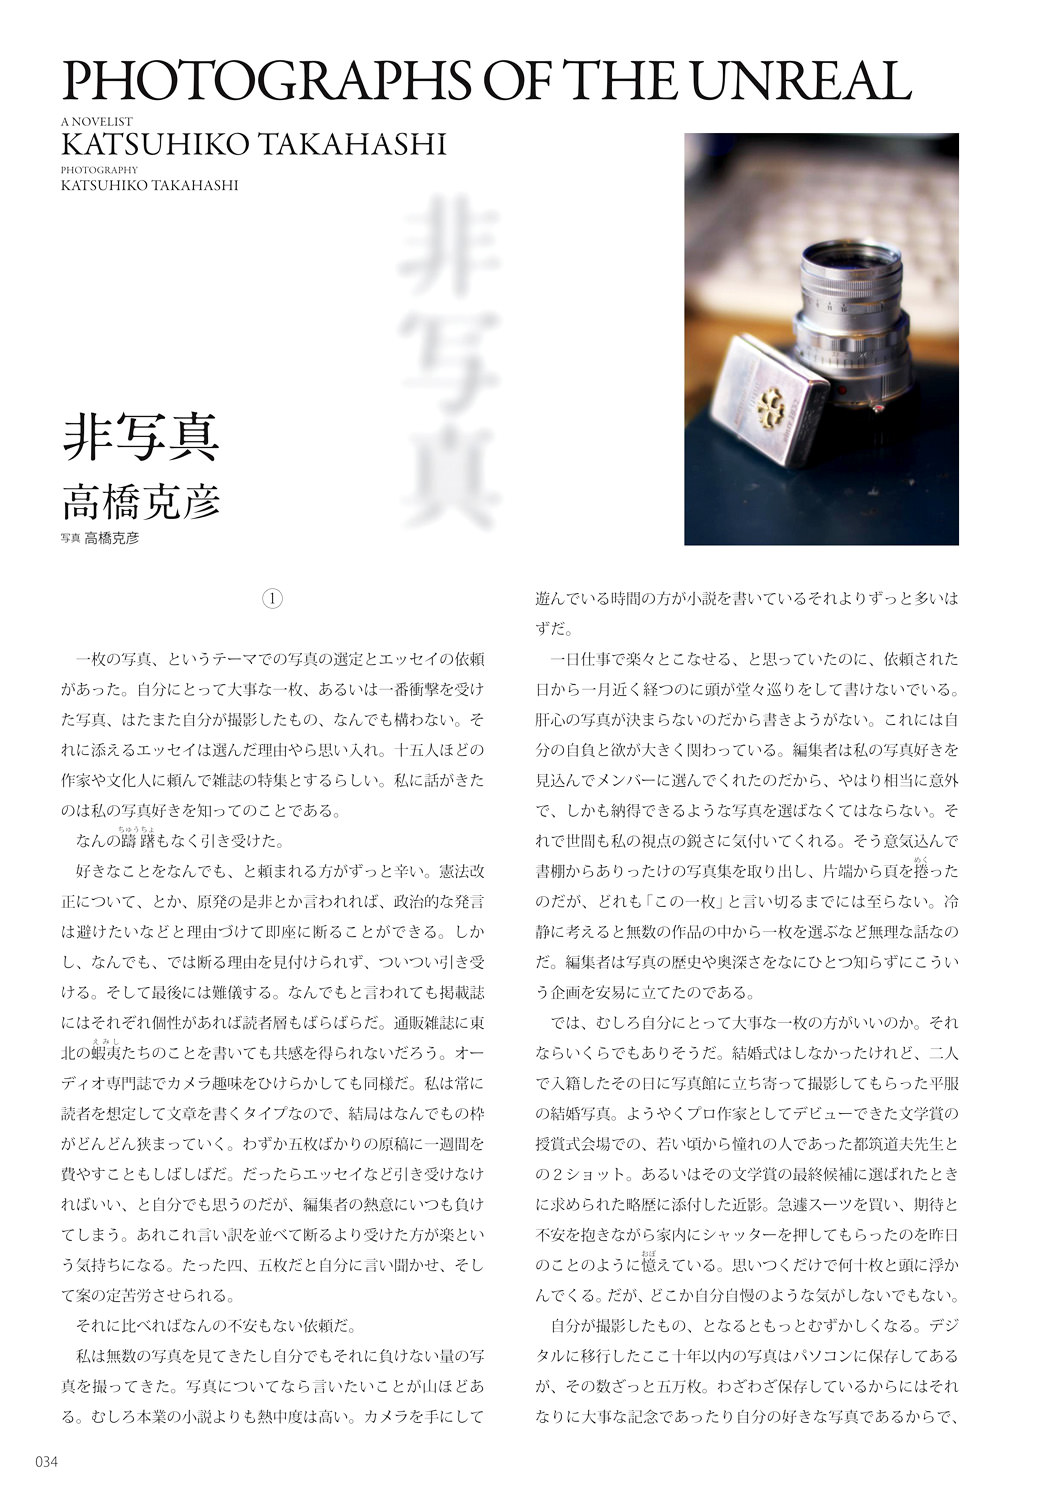 PHOTOGRAPHS OF THE UNREAL
A NOVELIST
KATSUHIKO TAKAHASHI
PHOTOGRAPHY
KATSUHIKO TAKAHASHI
非写真
非写真
高橋克彦
写真 高橋克彦
①
一枚の写真、というテーマでの写真の選定とエッセイの依頼
があった。自分にとって大事な一枚、あるいは一番衝撃を受け
た写真、はたまた自分が撮影したもの、なんでも構わない。そ
れに添えるエッセイは選んだ理由やら思い入れ。十五人ほどの
作家や文化人に頼んで雑誌の特集とするらしい。私に話がきた
のは私の写真好きを知ってのことである。
ちゅうちょ
なんの躊躇もなく引き受けた。
好きなことをなんでも、と頼まれる方がずっと辛い。憲法改
正について、とか、原発の是非とか言われれば、政治的な発言
は避けたいなどと理由づけて即座に断ることができる。しか
し、なんでも、では断る理由を見付けられず、ついつい引き受
ける。そして最後には難儀する。なんでもと言われても掲載誌
にはそれぞれ個性があれば読者層もばらばらだ。通販雑誌に東
えみし
北の蝦夷たちのことを書いても共感を得られないだろう。オー
ディオ専門誌でカメラ趣味をひけらかしても同様だ。私は常に
読者を想定して文章を書くタイプなので、結局はなんでもの枠
がどんどん狭まっていく。わずか五枚ばかりの原稿に一週間を
費やすこともしばしばだ。だったらエッセイなど引き受けなけ
ればいい、と自分でも思うのだが、編集者の熱意にいつも負け
てしまう。あれこれ言い訳を並べて断るより受けた方が楽とい
う気持ちになる。たった四、五枚だと自分に言い聞かせ、そし
て案の定苦労させられる。
それに比べればなんの不安もない依頼だ。
私は無数の写真を見てきたし自分でもそれに負けない量の写
真を撮ってきた。写真についてなら言いたいことが山ほどあ
る。むしろ本業の小説よりも熱中度は高い。カメラを手にして
遊んでいる時間の方が小説を書いているそれよりずっと多いは
ずだ。
一日仕事で楽々とこなせる、と思っていたのに、依頼された
日から一月近く経つのに頭が堂々巡りをして書けないでいる。
肝心の写真が決まらないのだから書きようがない。これには自
分の自負と欲が大きく関わっている。編集者は私の写真好きを
見込んでメンバーに選んでくれたのだから、やはり相当に意外
で、しかも納得できるような写真を選ばなくてはならない。そ
れで世間も私の視点の鋭さに気付いてくれる。そう意気込んで
めく
書棚からありったけの写真集を取り出し、片端から頁を捲った
のだが、どれも「この一枚」と言い切るまでには至らない。冷
静に考えると無数の作品の中から一枚を選ぶなど無理な話なの
だ。編集者は写真の歴史や奥深さをなにひとつ知らずにこうい
う企画を安易に立てたのである。
では、むしろ自分にとって大事な一枚の方がいいのか。それ
ならいくらでもありそうだ。結婚式はしなかったけれど、二人
で入籍したその日に写真館に立ち寄って撮影してもらった平服
の結婚写真。ようやくプロ作家としてデビューできた文学賞の
授賞式会場での、若い頃から憧れの人であった都筑道夫先生と
の２ショット。あるいはその文学賞の最終候補に選ばれたとき
に求められた略歴に添付した近影。急遽スーツを買い、期待と
不安を抱きながら家内にシャッターを押してもらったのを昨日
おぼ
のことのように憶えている。思いつくだけで何十枚と頭に浮か
んでくる。だが、どこか自分自慢のような気がしないでもない。
自分が撮影したもの、となるともっとむずかしくなる。デジ
タルに移行したここ十年以内の写真はパソコンに保存してある
が、その数ざっと五万枚。わざわざ保存しているからにはそれ
なりに大事な記念であったり自分の好きな写真であるからで、
034